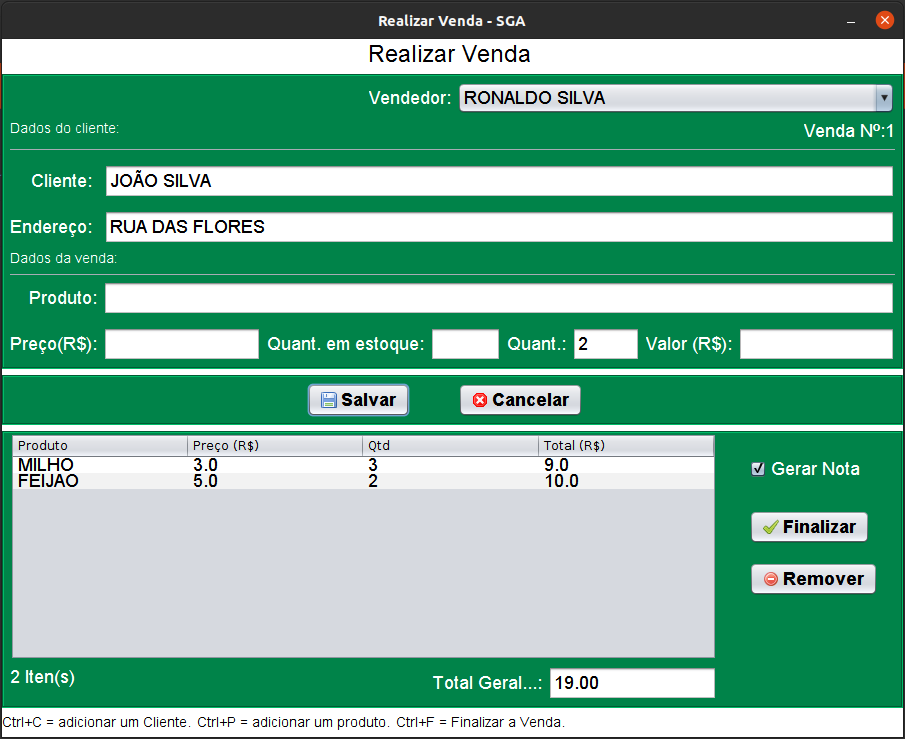 Realizar Venda - SGA
Realizar Venda
Vendedor: RONALDO SILVA
Dados do cliente:
Venda Nº:1
Cliente: JOÃO SILVA
Endereço: RUA DAS FLORES
Dados da venda:
Produto:
Preço(R$): Quant. em estoque: Quant.: 2 Valor (R$):
Salvar Cancelar
Produto Preço (R$) Qtd Total (R$)
MILHO 3.0 3 9.0
FEIJAO 5.0 2 10.0
Gerar Nota
Finalizar
Remover
2 Iten(s)
Total Geral...: 19.00
Ctrl+C = adicionar um Cliente. Ctrl+P = adicionar um produto. Ctrl+F = Finalizar a Venda.